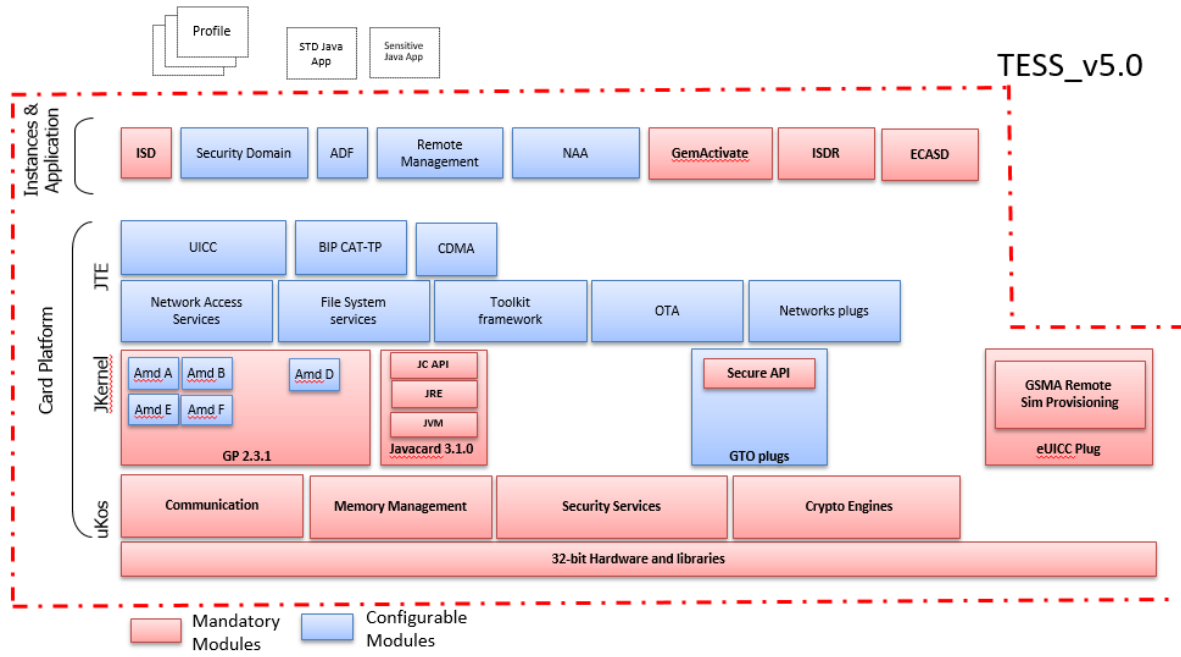 Profile
STD Java
App
Sensitive
Java App
TESS_v5.0
Instances &
Application
ISD
Security Domain
ADF
Remote
Management
NAA
GemActivate
ISDR
ECASD
Card Platform
JTE
UICC
BIP CAT-TP
CDMA
Network Access
Services
File System
services
Toolkit
framework
OTA
Networks plugs
JKernel
Amd A
Amd B
Amd D
Amd E
Amd F
GP 2.3.1
JC API
JRE
JVM
Javacard 3.1.0
Secure API
GTO plugs
GSMA Remote
Sim Provisioning
eUICC Plug
uKos
Communication
Memory Management
Security Services
Crypto Engines
32-bit Hardware and libraries
Mandatory
Modules
Configurable
Modules